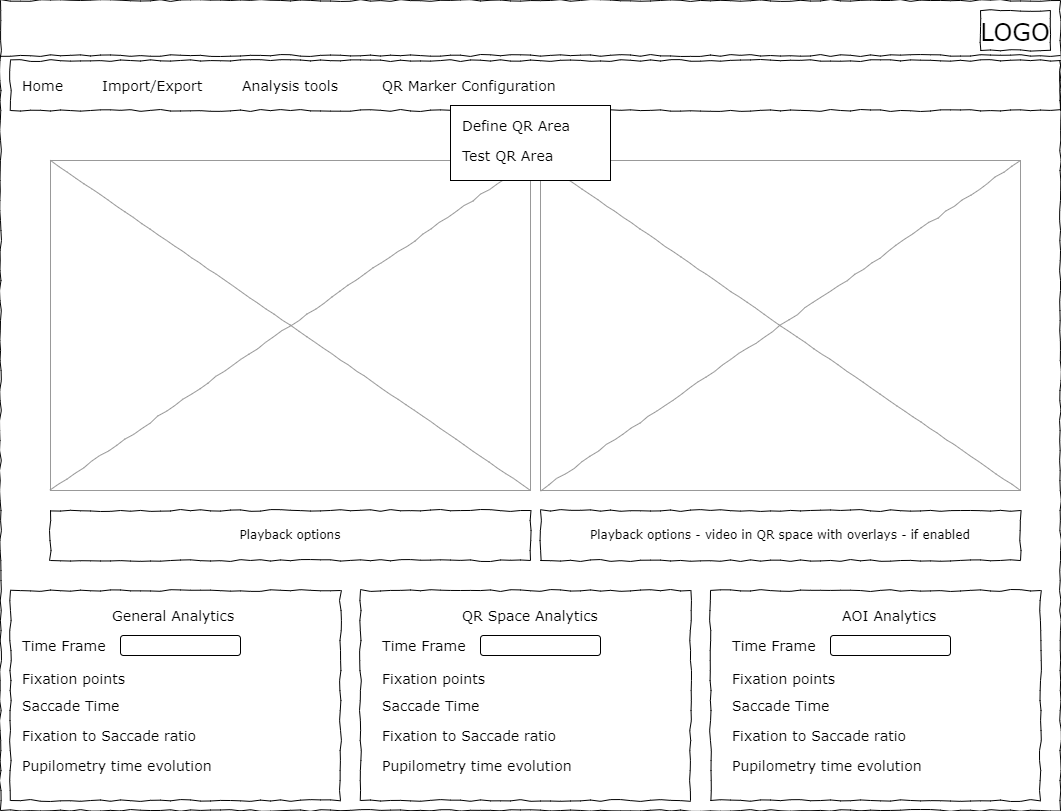 LOGO
Home Import/Export Analysis tools QR Marker Configuration
Define QR Area
Test QR Area
Playback options
Playback options - video in QR space with overlays - if enabled
General Analytics
Time Frame
Fixation points
Saccade Time
Fixation to Saccade ratio
Pupilometry time evolution
QR Space Analytics
Time Frame
Fixation points
Saccade Time
Fixation to Saccade ratio
Pupilometry time evolution
AOI Analytics
Time Frame
Fixation points
Saccade Time
Fixation to Saccade ratio
Pupilometry time evolution